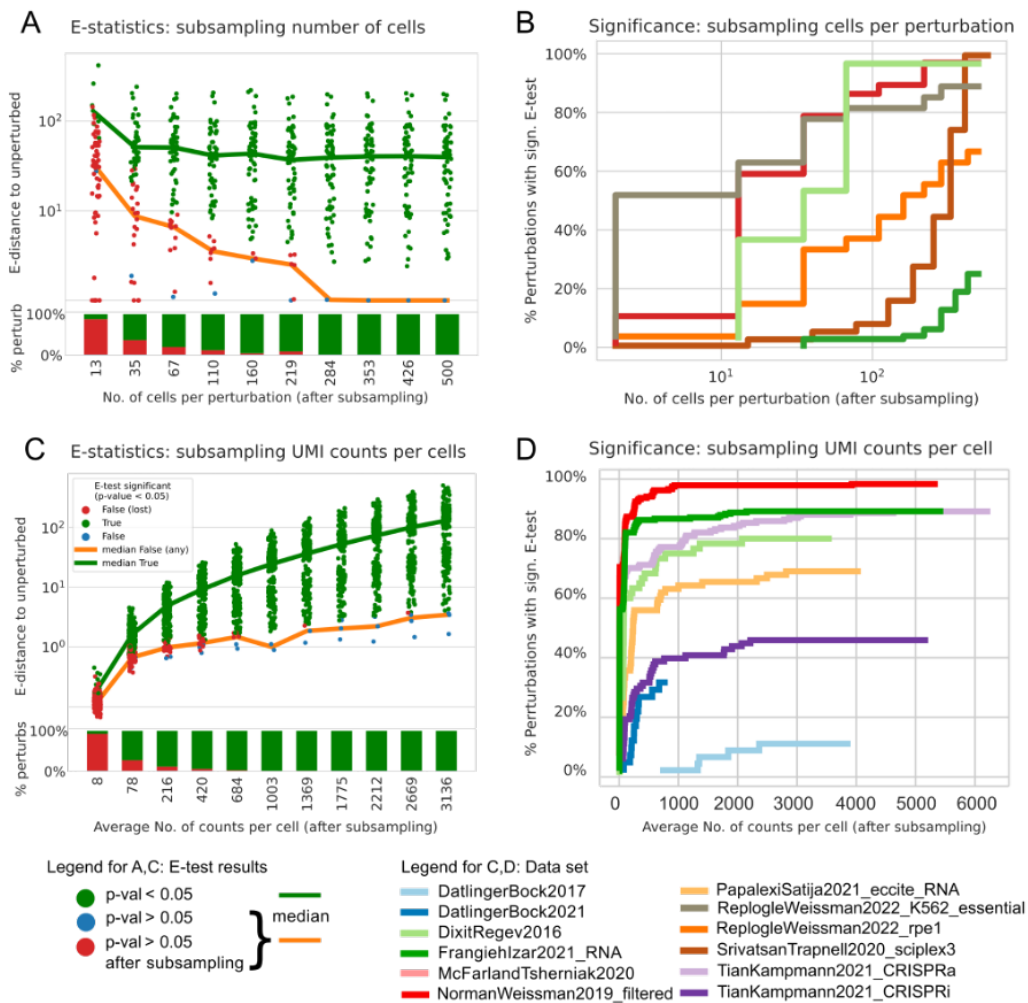 A
E-statistics: subsampling number of cells
E-distance to unperturbed
10²
10¹
% perturb
100%
0%
13 35 67 110 160 219 284 353 426 500
No. of cells per perturbation (after subsampling)
B
Significance: subsampling cells per perturbation
% Perrturbations with sign. E-test
100%
80%
60%
40%
20%
0%
10¹ 10²
No. of cells per perturbation (after subsampling)
C
E-statistics: subsampling UMI counts per cells
E-test significant
(p-value < 0.05)
False (lost)
True
False
median False (any)
median True
E-distance to unperturbed
10²
10¹
10⁰
% perturbs
100%
0%
8 78 216 420 684 1003 1369 1775 2212 2669 3136
Average No. of counts per cell (after subsampling)
D
Significance: subsampling UMI counts per cell
% Perrturbations with sign. E-test
100%
80%
60%
40%
20%
0%
0 1000 2000 3000 4000 5000 6000
Average No. of counts per cell (after subsampling)
Legend for A,C: E-test results
p-val < 0.05
p-val > 0.05
p-val > 0.05
after subsampling
median
Legend for C,D: Data set
DatlingerBock2017
DatlingerBock2021
DixitRegev2016
FrangiehIzar2021_RNA
McFarlandTsherniak2020
NormanWeissman2019_filtered
PapalexiSatija2021_eccite_RNA
ReplogleWeissman2022_K562_essential
ReplogleWeissman2022_rpe1
SrivatsanTrapnell2020_sciplex3
TianKampmann2021_CRISPRa
TianKampmann2021_CRISPRi